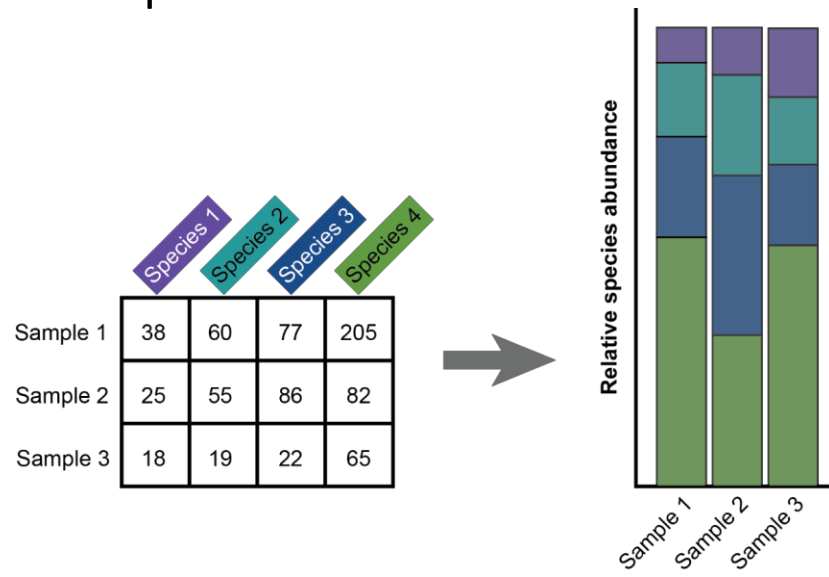 Species 1
Species 2
Species 3
Species 4
Sample 1 38 60 77 205
Sample 2 25 55 86 82
Sample 3 18 19 22 65
Relative species abundance
Sample 1
Sample 2
Sample 3